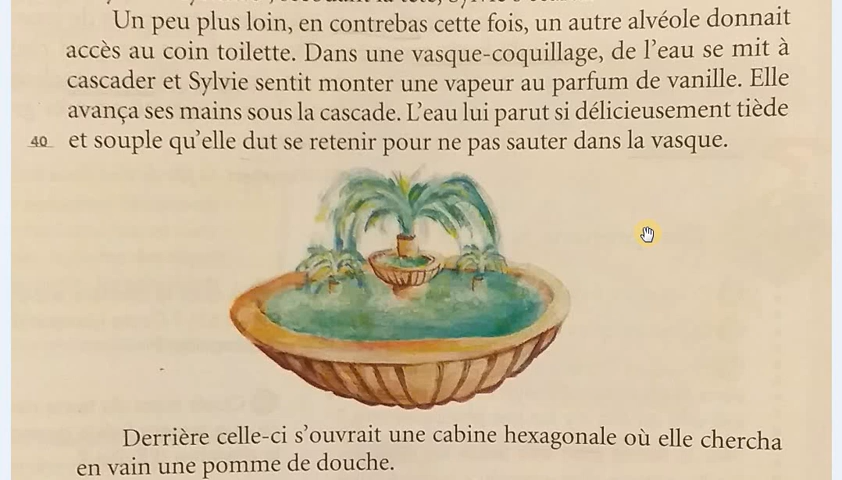 Un peu plus loin, en contrebas cette fois, un autre alvéole donnait
accès au coin toilette. Dans une vasque-coquillage, de l'eau se mit à
cascader et Sylvie sentit monter une vapeur au parfum de vanille. Elle
avança ses mains sous la cascade. L'eau lui parut si délicieusement tiède
40 et souple qu'elle dut se retenir pour ne pas sauter dans la vasque.
Derrière celle-ci s'ouvrait une cabine hexagonale où elle chercha
en vain une pomme de douche.